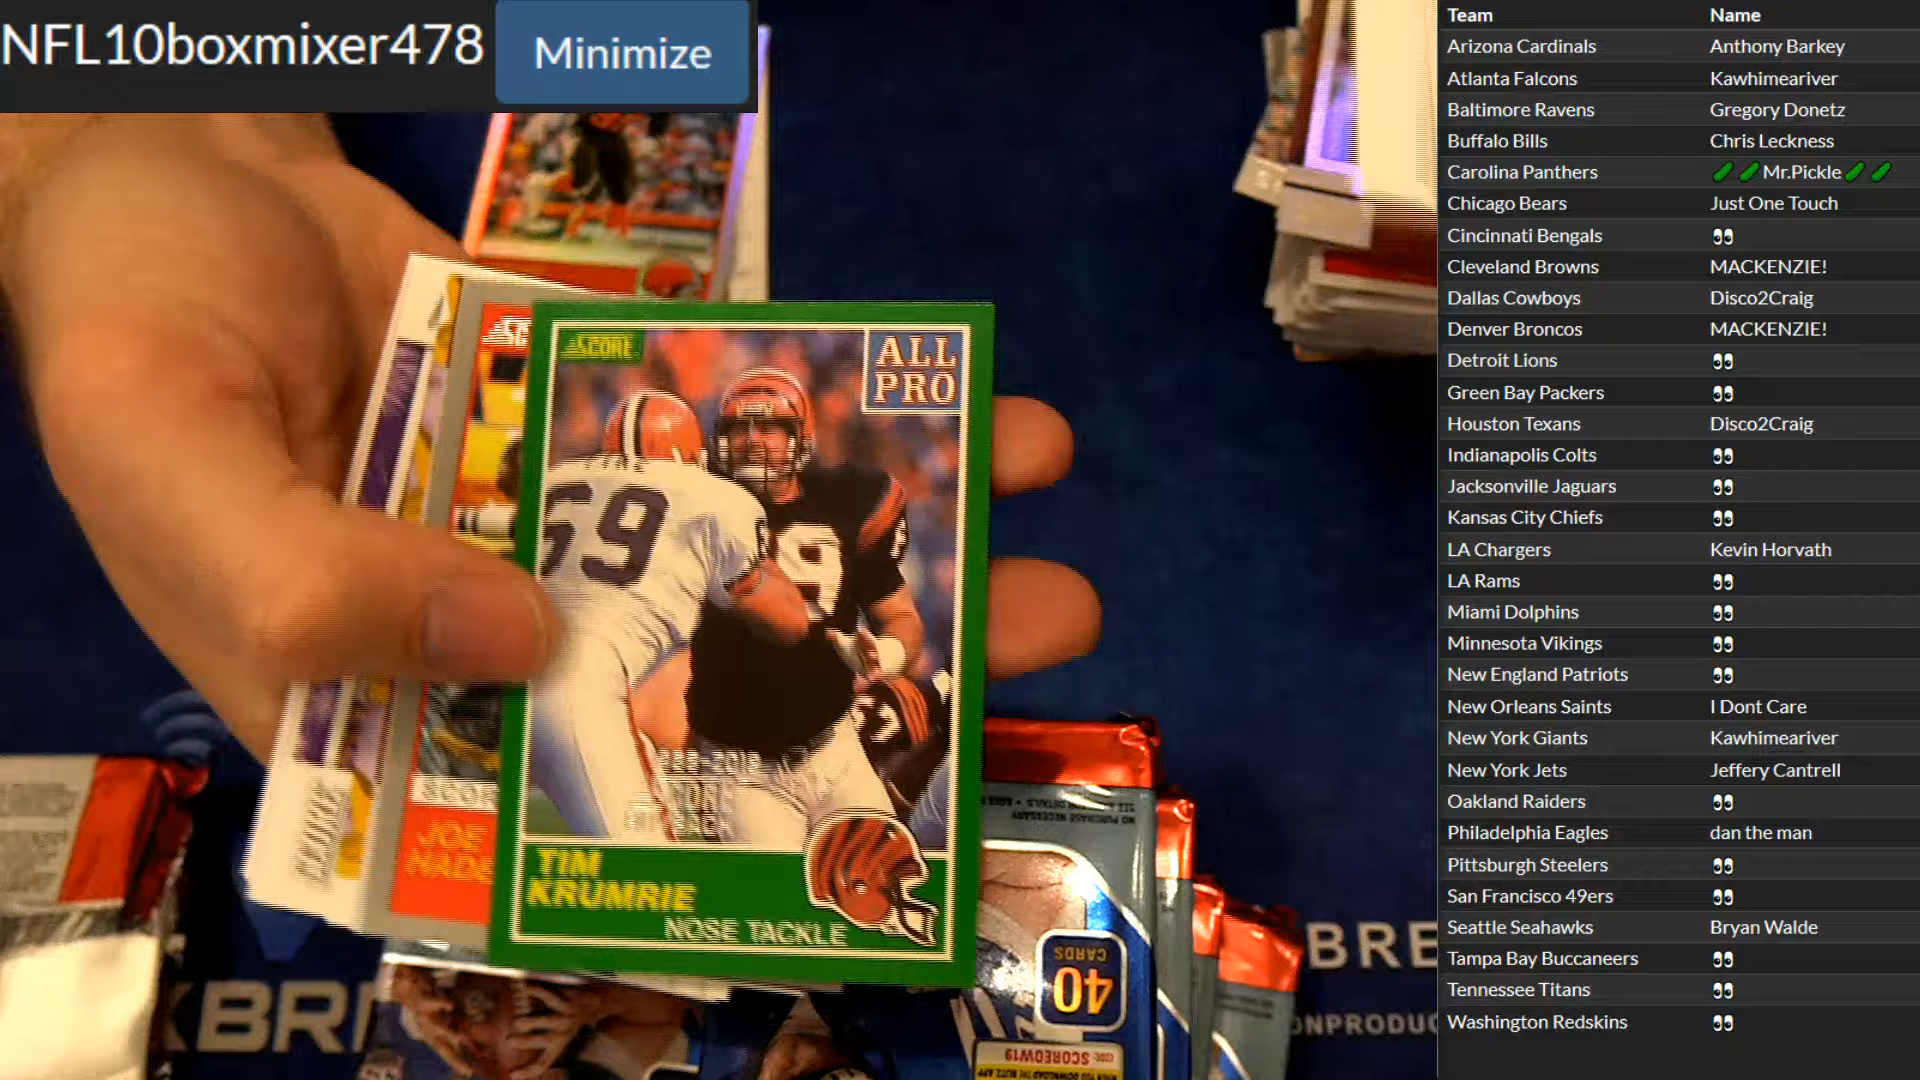 NFL10boxmixer478 Minimize
Team Name
Arizona Cardinals Anthony Barkey
Atlanta Falcons Kawhimeariver
Baltimore Ravens Gregory Donetz
Buffalo Bills Chris Leckness
Carolina Panthers Mr.Pickle
Chicago Bears Just One Touch
Cincinnati Bengals
Cleveland Browns MACKENZIE!
Dallas Cowboys Disco2Craig
Denver Broncos MACKENZIE!
Detroit Lions
Green Bay Packers
Houston Texans Disco2Craig
Indianapolis Colts
Jacksonville Jaguars
Kansas City Chiefs
LA Chargers Kevin Horvath
LA Rams
Miami Dolphins
Minnesota Vikings
New England Patriots
New Orleans Saints I Dont Care
New York Giants Kawhimeariver
New York Jets Jeffery Cantrell
Oakland Raiders
Philadelphia Eagles dan the man
Pittsburgh Steelers
San Francisco 49ers
Seattle Seahawks Bryan Walde
Tampa Bay Buccaneers
Tennessee Titans
Washington Redskins
SCORE
ALL
PRO
69
TIM
KRUMRIE
NOSE TACKLE
JOE
40
CARDS
NO PURCHASE NECESSARY
CODE: SCOREOW19